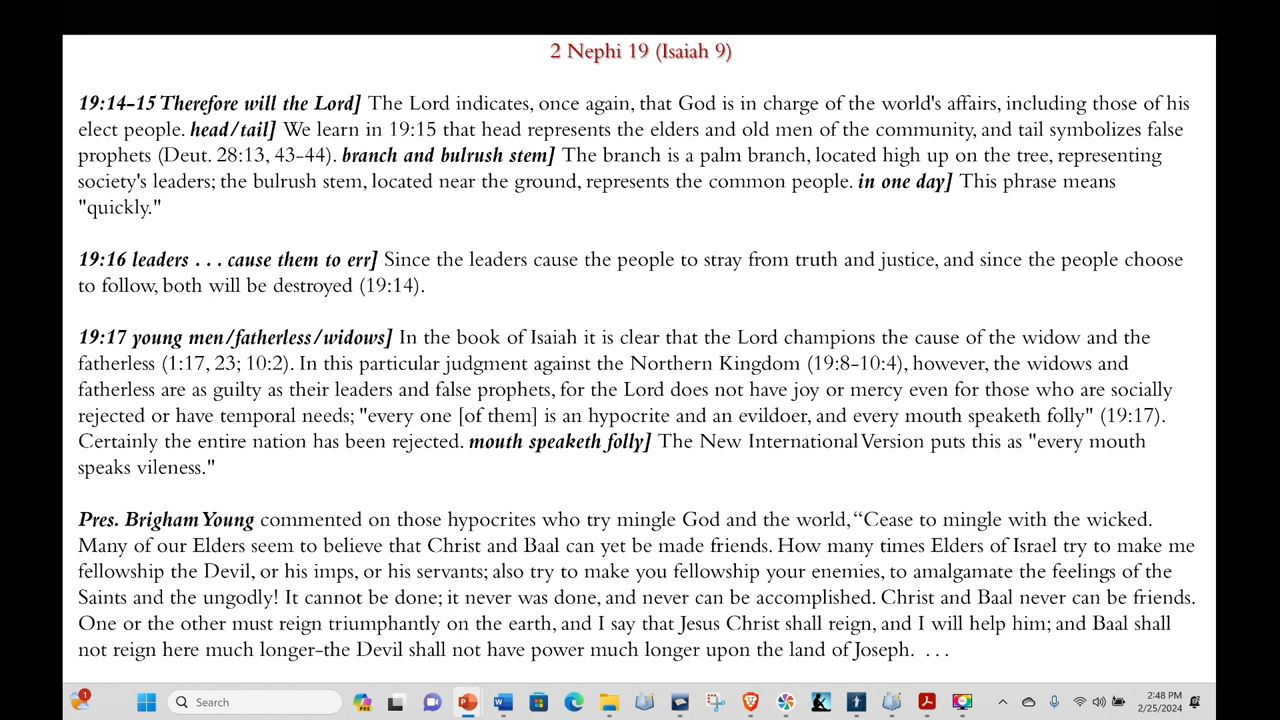 2 Nephi 19 (Isaiah 9)
19:14-15 Therefore will the Lord] The Lord indicates, once again, that God is in charge of the world's affairs, including those of his
elect people. head/tail] We learn in 19:15 that head represents the elders and old men of the community, and tail symbolizes false
prophets (Deut. 28:13, 43-44). branch and bulrush stem] The branch is a palm branch, located high up on the tree, representing
society's leaders; the bulrush stem, located near the ground, represents the common people. in one day] This phrase means
"quickly."
19:16 leaders . . . cause them to err] Since the leaders cause the people to stray from truth and justice, and since the people choose
to follow, both will be destroyed (19:14).
19:17 young men/fatherless/widows] In the book of Isaiah it is clear that the Lord champions the cause of the widow and the
fatherless (1:17, 23; 10:2). In this particular judgment against the Northern Kingdom (19:8-10:4), however, the widows and
fatherless are as guilty as their leaders and false prophets, for the Lord does not have joy or mercy even for those who are socially
rejected or have temporal needs; "every one [of them] is an hypocrite and an evildoer, and every mouth speaketh folly" (19:17).
Certainly the entire nation has been rejected. mouth speaketh folly] The New International Version puts this as "every mouth
speaks vileness."
Pres. Brigham Young commented on those hypocrites who try mingle God and the world, “Cease to mingle with the wicked.
Many of our Elders seem to believe that Christ and Baal can yet be made friends. How many times Elders of Israel try to make me
fellowship the Devil, or his imps, or his servants; also try to make you fellowship your enemies, to amalgamate the feelings of the
Saints and the ungodly! It cannot be done; it never was done, and never can be accomplished. Christ and Baal never can be friends.
One or the other must reign triumphantly on the earth, and I say that Jesus Christ shall reign, and I will help him; and Baal shall
not reign here much longer-the Devil shall not have power much longer upon the land of Joseph. . . .
1
Search
PRE
2:48 PM
2/25/2024